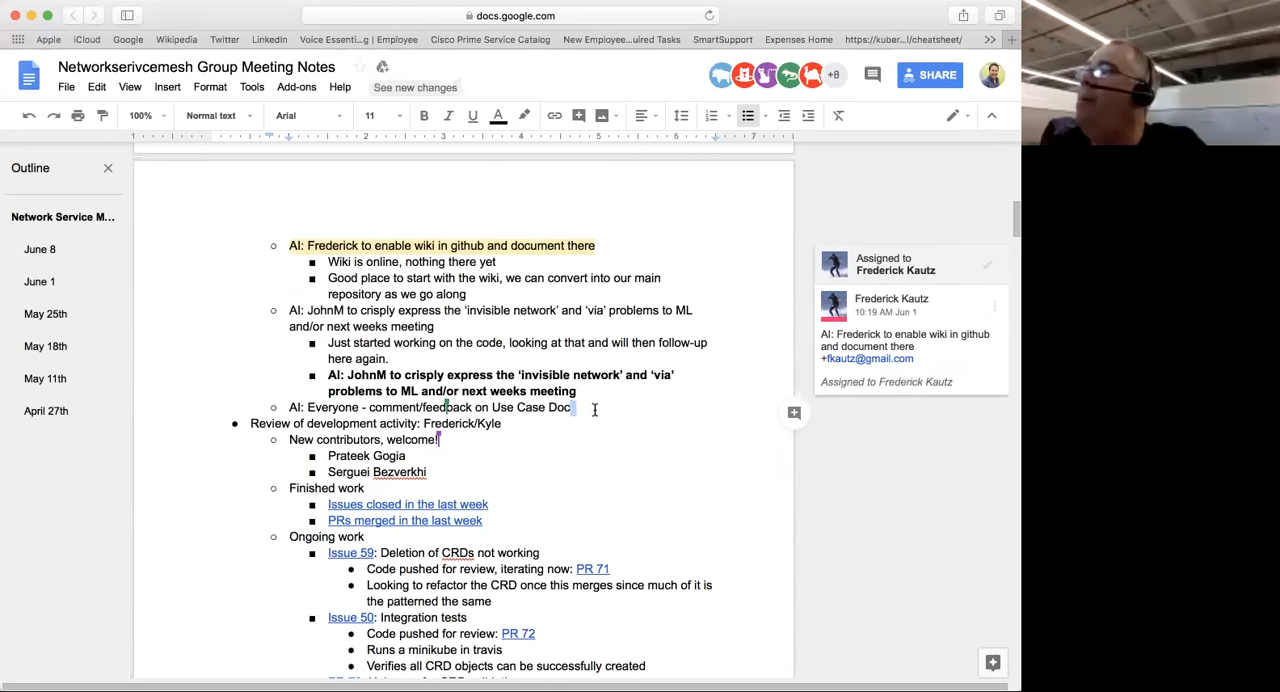 docs.google.com
Apple iCloud Google Wikipedia Twitter LinkedIn Voice Essenti...g | Employee Cisco Prime Service Catalog New Employee...uired Tasks SmartSupport Expenses Home https://kuber...l/cheatsheet/
Networkserivcemesh Group Meeting Notes
+8
SHARE
File Edit View Insert Format Tools Add-ons Help See new changes
100% Normal text Arial 11 B I U A
1 1 2 3 4 5 6 7
Outline
Network Service M...
June 8
June 1
May 25th
May 18th
May 11th
April 27th
AI: Frederick to enable wiki in github and document there
Wiki is online, nothing there yet
Good place to start with the wiki, we can convert into our main
repository as we go along
AI: JohnM to crisply express the ‘invisible network’ and ‘via’ problems to ML
and/or next weeks meeting
Just started working on the code, looking at that and will then follow-up
here again.
AI: JohnM to crisply express the ‘invisible network’ and ‘via’
problems to ML and/or next weeks meeting
AI: Everyone - comment/feedback on Use Case Doc
Review of development activity: Frederick/Kyle
New contributors, welcome!
Prateek Gogia
Serguei Bezverkhi
Finished work
Issues closed in the last week
PRs merged in the last week
Ongoing work
Issue 59: Deletion of CRDs not working
Code pushed for review, iterating now: PR 71
Looking to refactor the CRD once this merges since much of it is
the patterned the same
Issue 50: Integration tests
Code pushed for review: PR 72
Runs a minikube in travis
Verifies all CRD objects can be successfully created
Assigned to
Frederick Kautz
Frederick Kautz
10:19 AM Jun 1
AI: Frederick to enable wiki in github
and document there
+fkautz@gmail.com
Assigned to Frederick Kautz